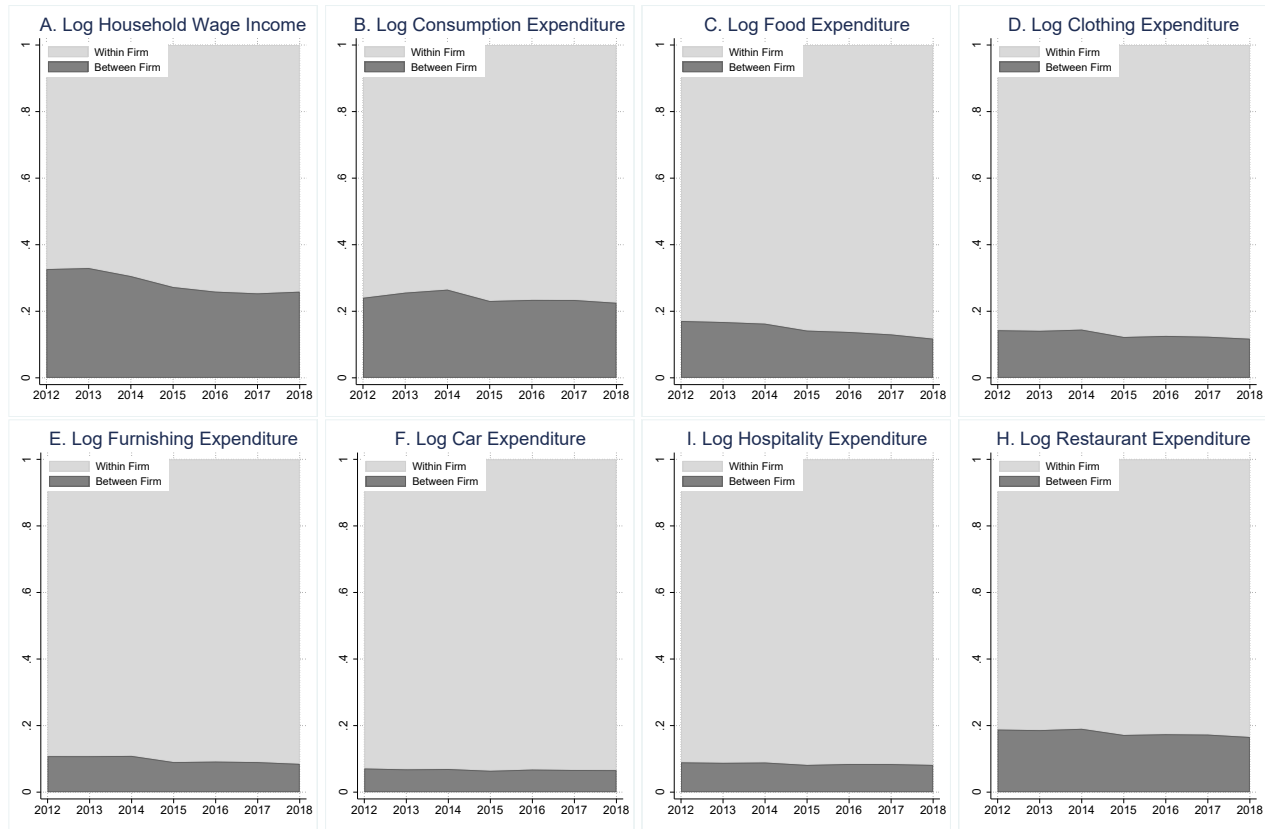 A. Log Household Wage Income
Within Firm
Between Firm
1
.8
.6
.4
.2
0
2012 2013 2014 2015 2016 2017 2018
B. Log Consumption Expenditure
Within Firm
Between Firm
1
.8
.6
.4
.2
0
2012 2013 2014 2015 2016 2017 2018
C. Log Food Expenditure
Within Firm
Between Firm
1
.8
.6
.4
.2
0
2012 2013 2014 2015 2016 2017 2018
D. Log Clothing Expenditure
Within Firm
Between Firm
1
.8
.6
.4
.2
0
2012 2013 2014 2015 2016 2017 2018
E. Log Furnishing Expenditure
Within Firm
Between Firm
1
.8
.6
.4
.2
0
2012 2013 2014 2015 2016 2017 2018
F. Log Car Expenditure
Within Firm
Between Firm
1
.8
.6
.4
.2
0
2012 2013 2014 2015 2016 2017 2018
I. Log Hospitality Expenditure
Within Firm
Between Firm
1
.8
.6
.4
.2
0
2012 2013 2014 2015 2016 2017 2018
H. Log Restaurant Expenditure
Within Firm
Between Firm
1
.8
.6
.4
.2
0
2012 2013 2014 2015 2016 2017 2018